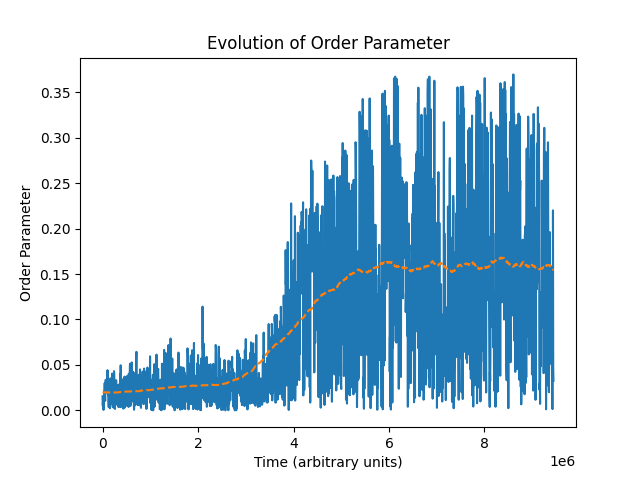 Evolution of Order Parameter
Order Parameter
0.35
0.30
0.25
0.20
0.15
0.10
0.05
0.00
0 2 4 6 8
1e6
Time (arbitrary units)